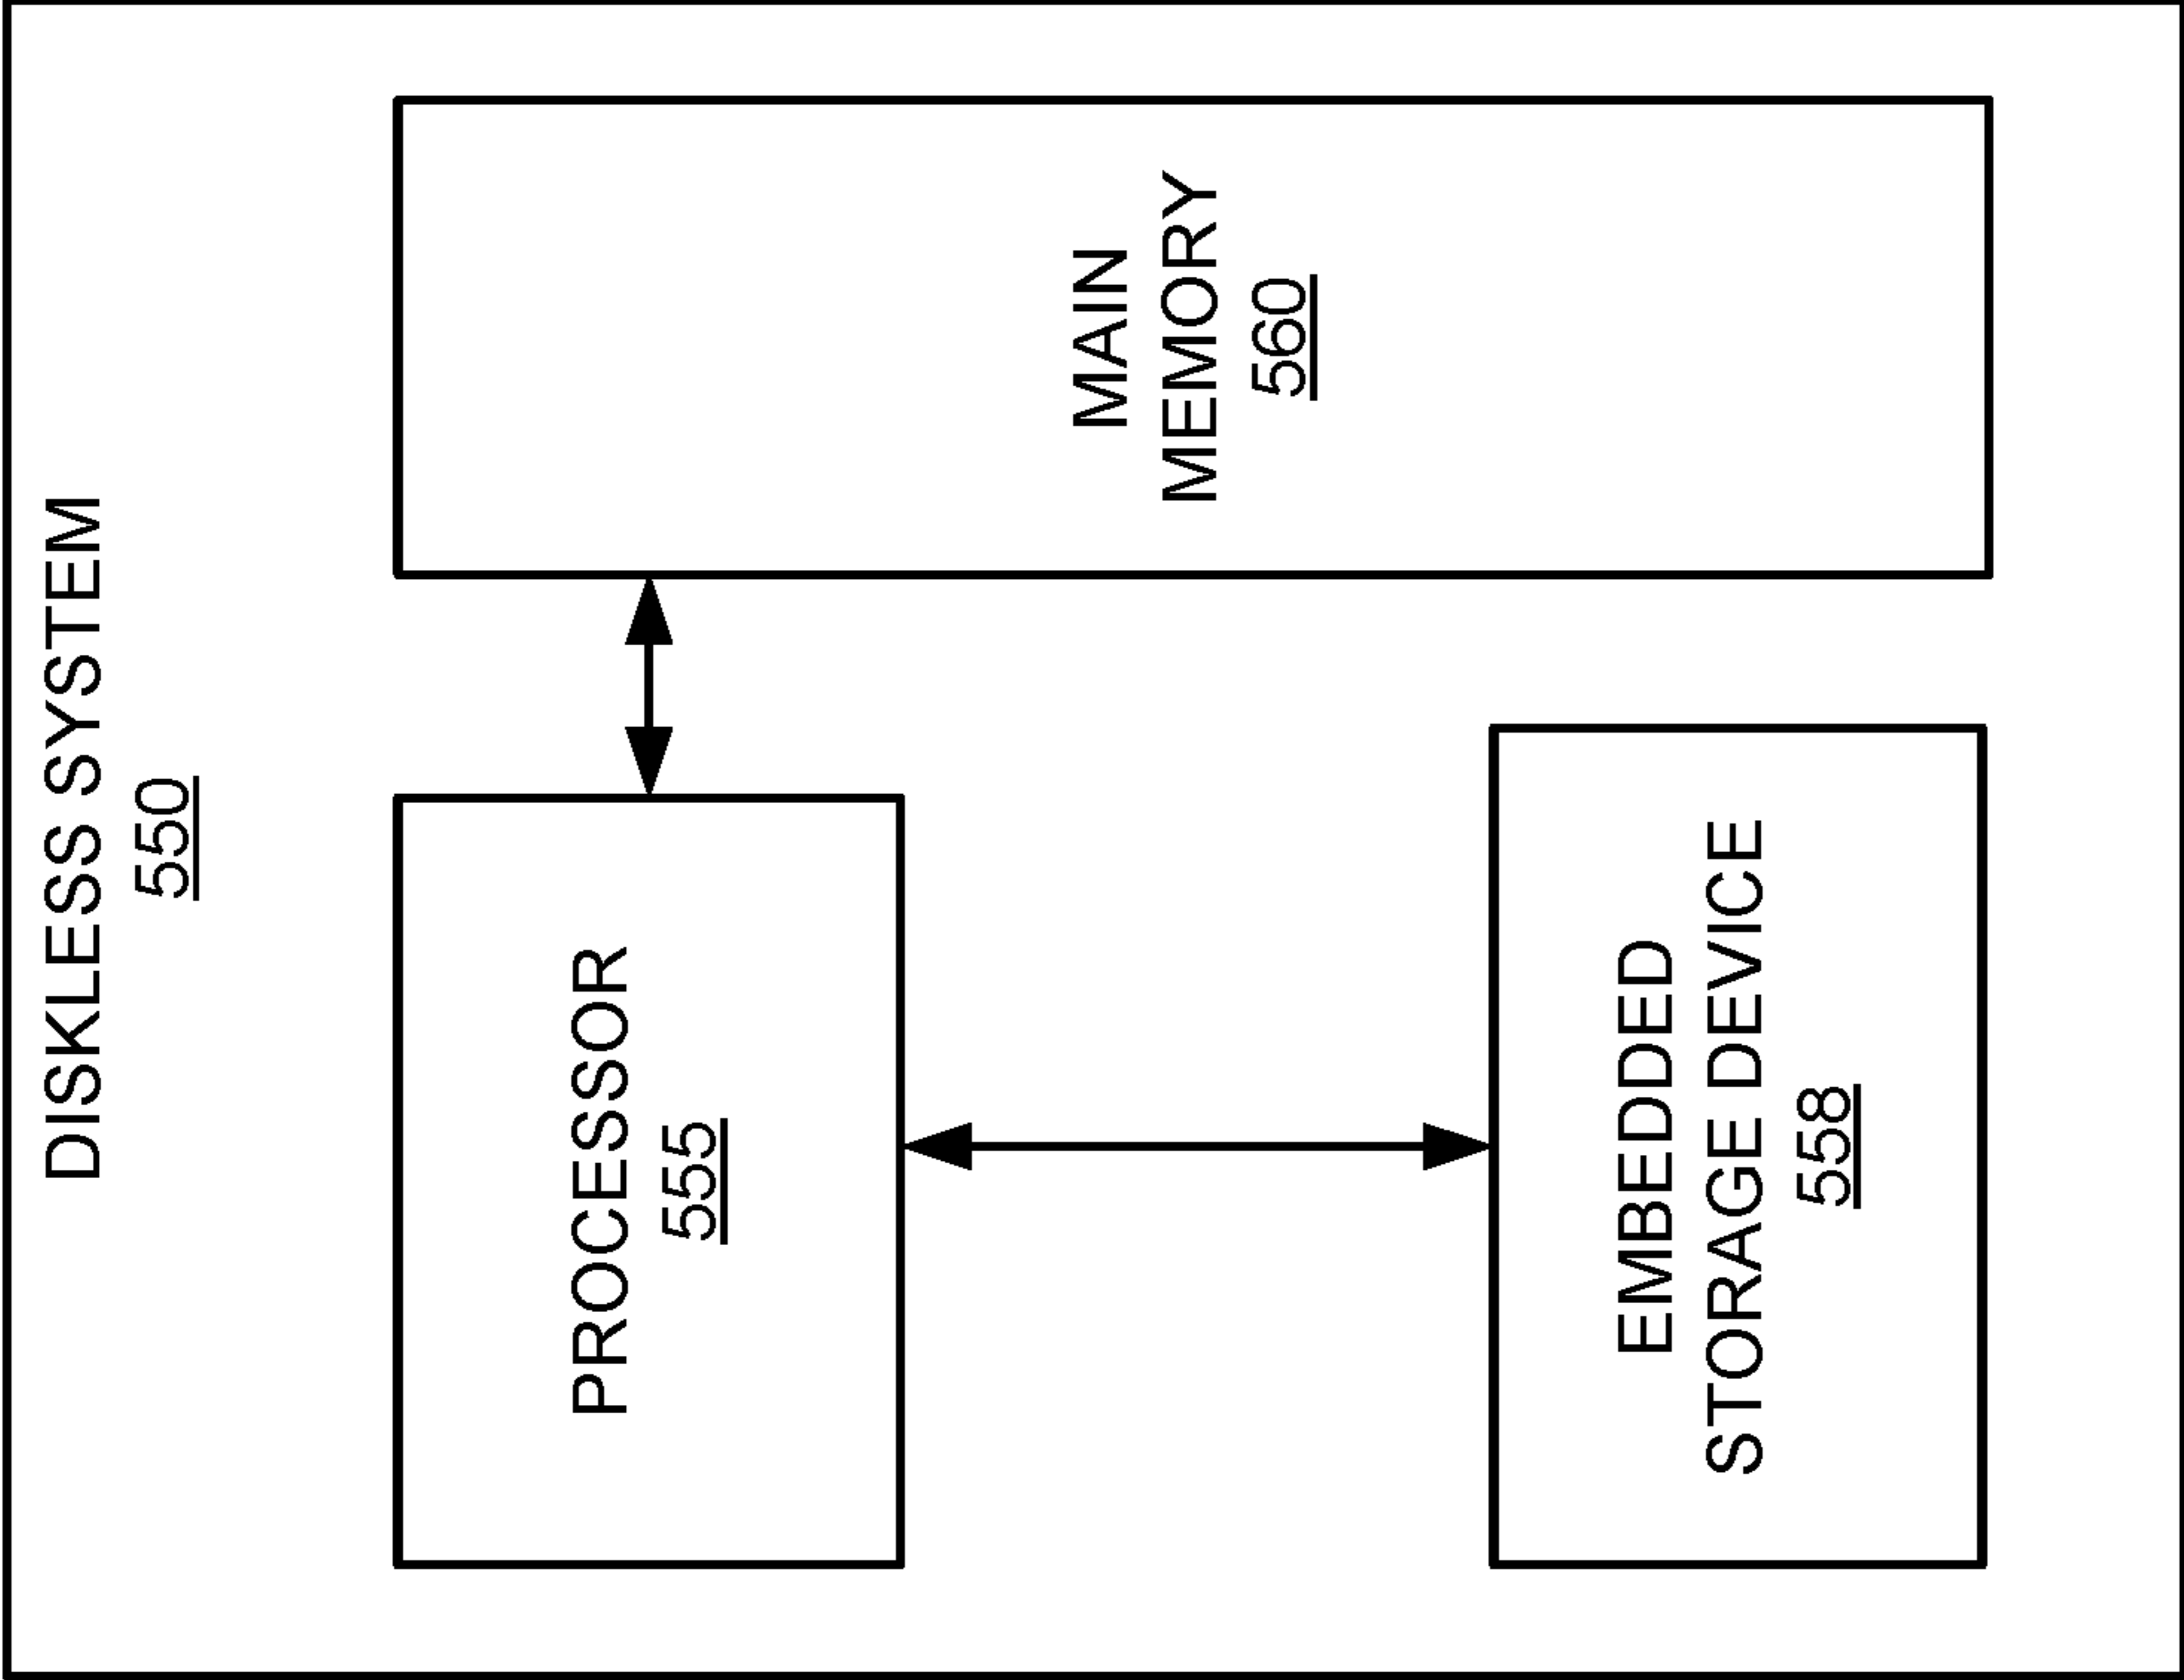 DISKLESS SYSTEM
550
PROCESSOR
555
MAIN
MEMORY
560
EMBEDDED
STORAGE DEVICE
558